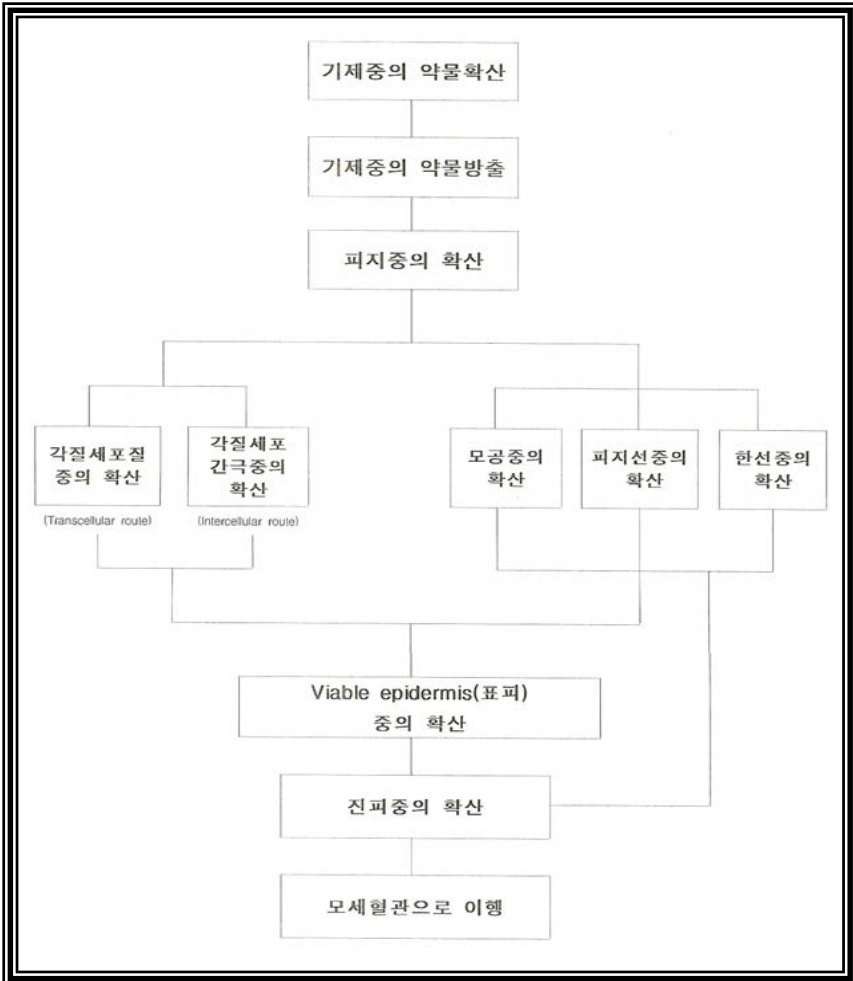 기제중의 약물확산
기제중의 약물방출
피지중의 확산
각질세포질
중의 확산
(Transcellular route)
각질세포
간극중의
확산
(Intercellular route)
모공중의
확산
피지선중의
확산
한선중의
확산
Viable epidermis(표피)
중의 확산
진피중의 확산
모세혈관으로 이행